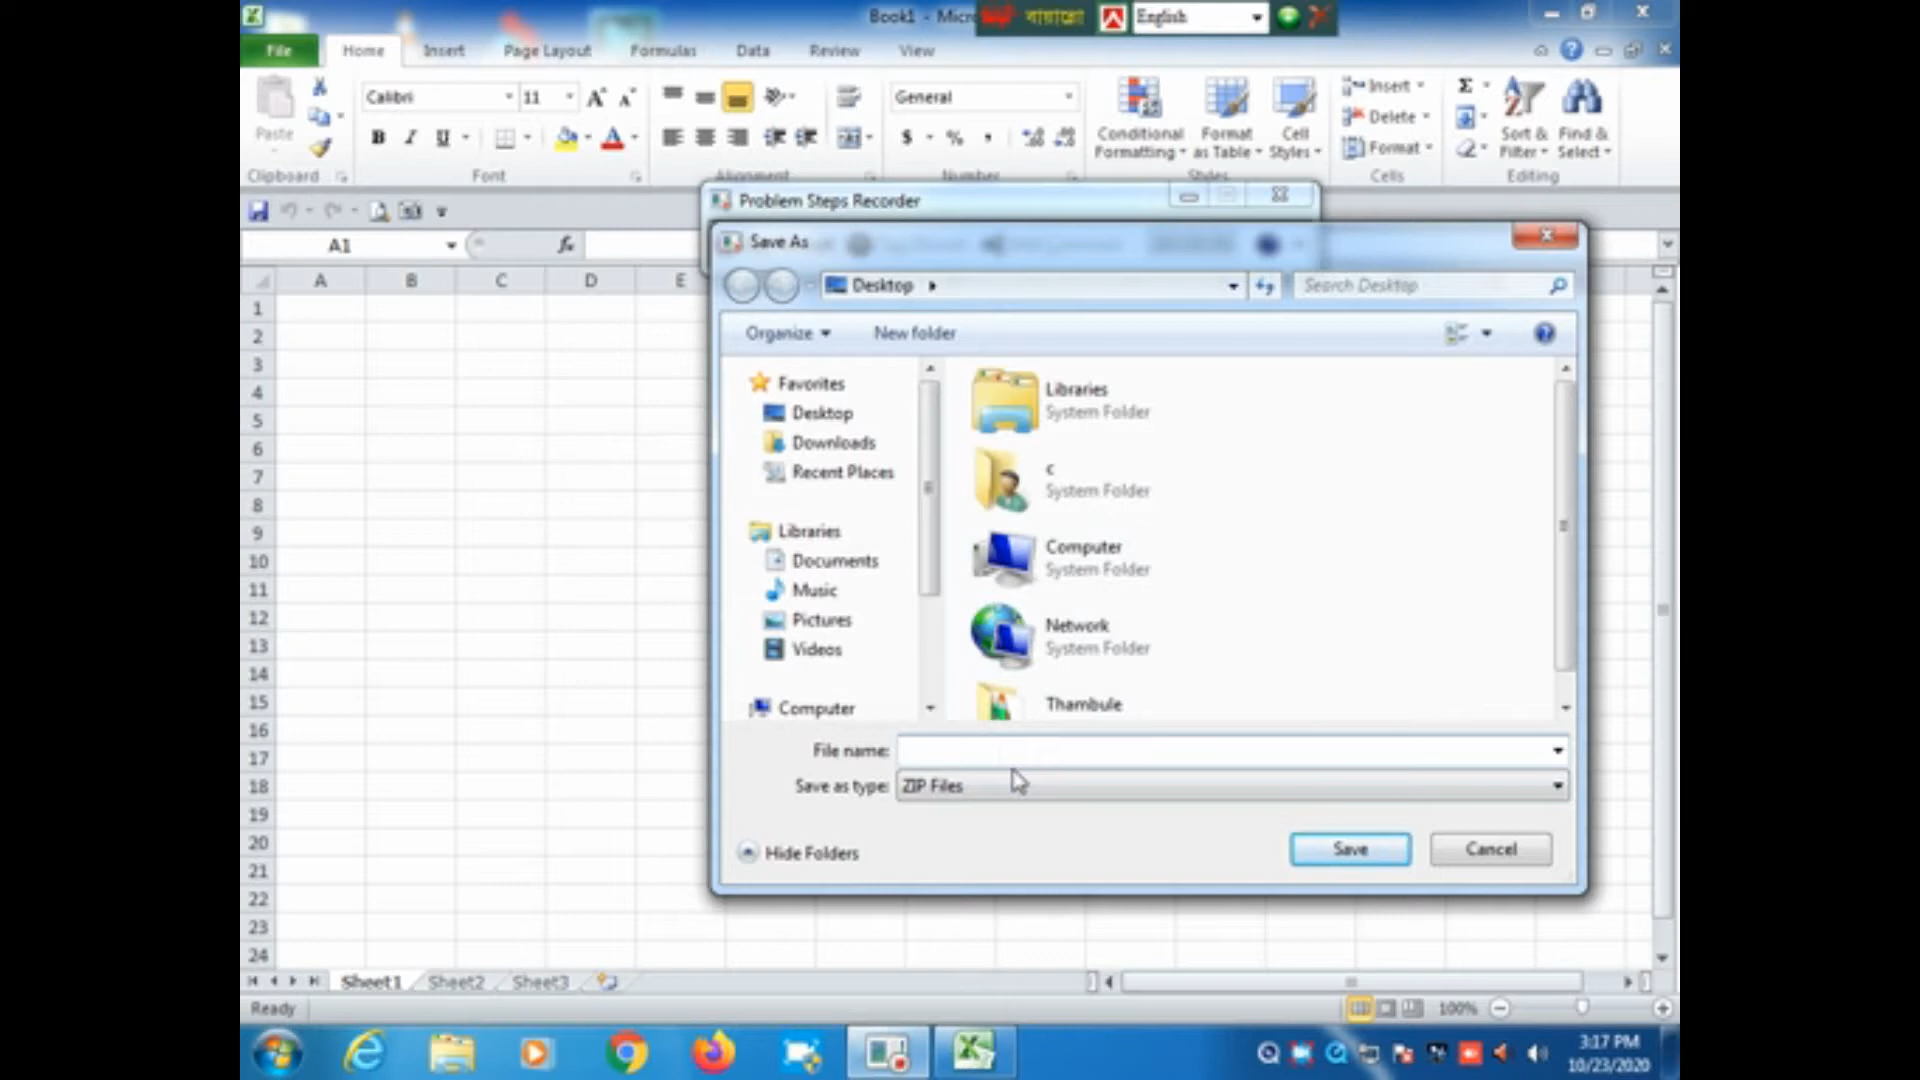 Book1 - Micro বায়ান্নো English
File Home Insert Page Layout Formulas Data Review View
Calibri 11 General
Paste B I U $ % , Conditional Formatting Format as Table Cell Styles Insert Delete Format Σ Sort & Filter Find & Select
Clipboard Font Alignment Number Styles Cells Editing
Problem Steps Recorder
A1 fx
Save As
A B C D E
Desktop Search Desktop
Organize New folder
Favorites
Desktop
Downloads
Recent Places
Libraries
Documents
Music
Pictures
Videos
Computer
Libraries
System Folder
c
System Folder
Computer
System Folder
Network
System Folder
Thambule
File name:
Save as type: ZIP Files
Hide Folders Save Cancel
1
2
3
4
5
6
7
8
9
10
11
12
13
14
15
16
17
18
19
20
21
22
23
24
Sheet1 Sheet2 Sheet3
Ready 100%
3:17 PM
10/23/2020